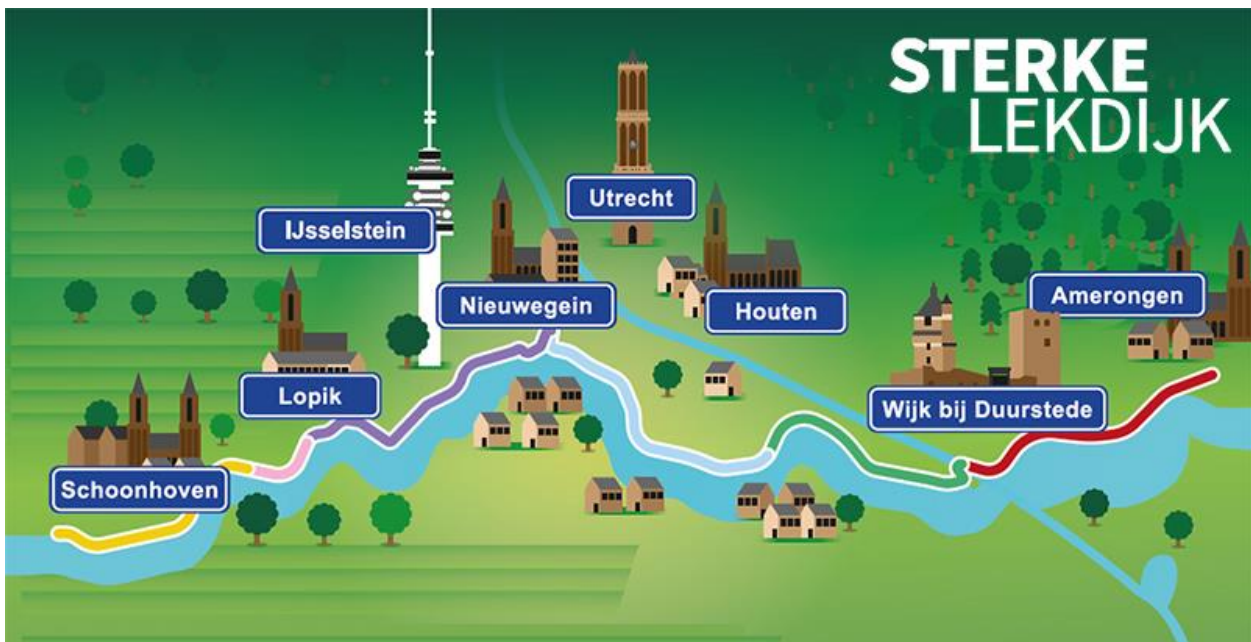 STERKE
LEKDIJK
Utrecht
IJsselstein
Nieuwegein
Houten
Amerongen
Lopik
Wijk bij Duurstede
Schoonhoven